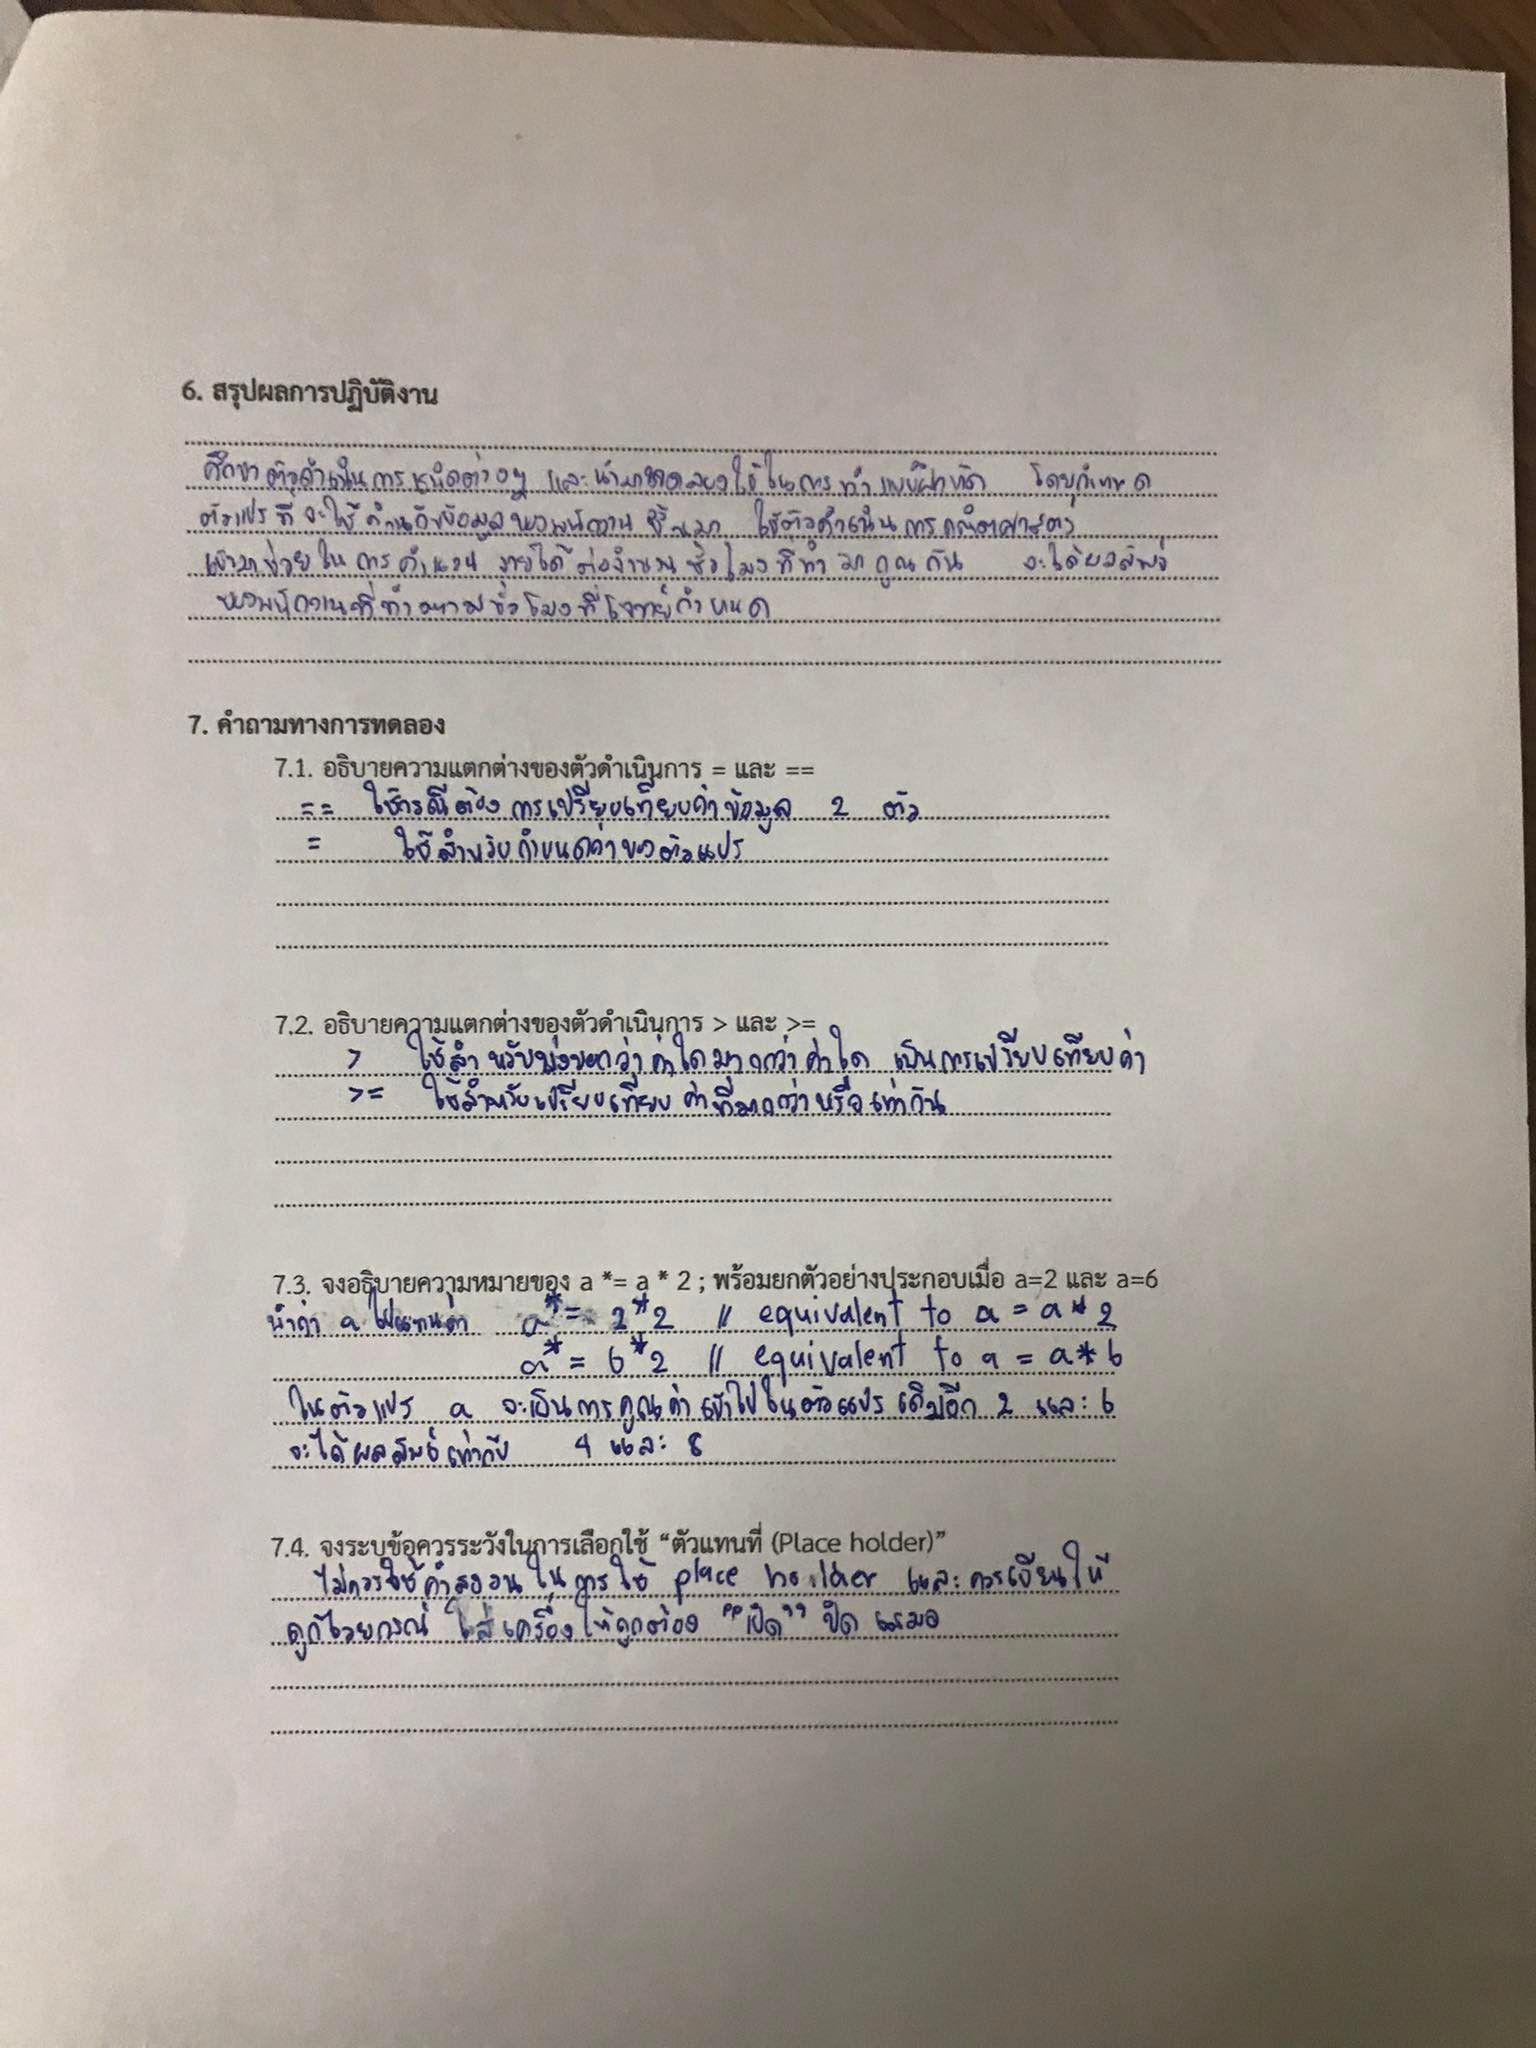 6. สรุปผลการปฏิบัติงาน
ศึกษาตัวดำเนินการชนิดต่างๆ และนำมาทดลองใช้ในการทำแบบฝึกหัด โดยกำหนด
ตัวแปรที่จะใช้ ข้อมูลของพนักงานขึ้นมา ใช้ตัวดำเนินการคณิตศาสตร์
เข้ามาช่วยในการคำนวน รายได้ต่อจำนวนชั่วโมงที่ทำ มาคูณกัน จะได้ผลลัพธ์
ของพนักงานที่ทำตามชั่วโมงที่โจทย์กำหนด
7. คำถามทางการทดลอง
7.1. อธิบายความแตกต่างของตัวดำเนินการ = และ ==
== ใช้กรณีต้องการเปรียบเทียบค่าข้อมูล 2 ตัว
= ใช้สำหรับกำหนดค่าของตัวแปร
7.2. อธิบายความแตกต่างของตัวดำเนินการ > และ >=
> ใช้สำหรับบ่งบอกว่าค่าใดมากกว่าค่าใด เป็นการเปรียบเทียบค่า
>= ใช้สำหรับเปรียบเทียบ ค่าที่มากกว่าหรือเท่ากัน
7.3. จงอธิบายความหมายของ a *= a * 2 ; พร้อมยกตัวอย่างประกอบเมื่อ a=2 และ a=6
นำค่า a ไปแทนค่า a*= 2*2 // equivalent to a = a*2
a*= 6*2 // equivalent to a = a*6
ในตัวแปร a จะเป็นการคูณค่าเข้าไปในตัวแปรเดิมอีก 2 และ 6
จะได้ผลลัพธ์เท่ากับ 4 และ 8
7.4. จงระบุข้อควรระวังในการเลือกใช้ “ตัวแทนที่ (Place holder)”
ไม่ควรใช้คำสงวนในการใช้ place holder และควรเขียนให้
ถูกไวยกรณ์ ใส่เครื่องให้ถูกต้อง “เปิด” ปิด เสมอ